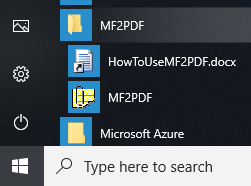 MF2PDF
HowToUseMF2PDF.docx
MF2PDF
Microsoft Azure
Type here to search